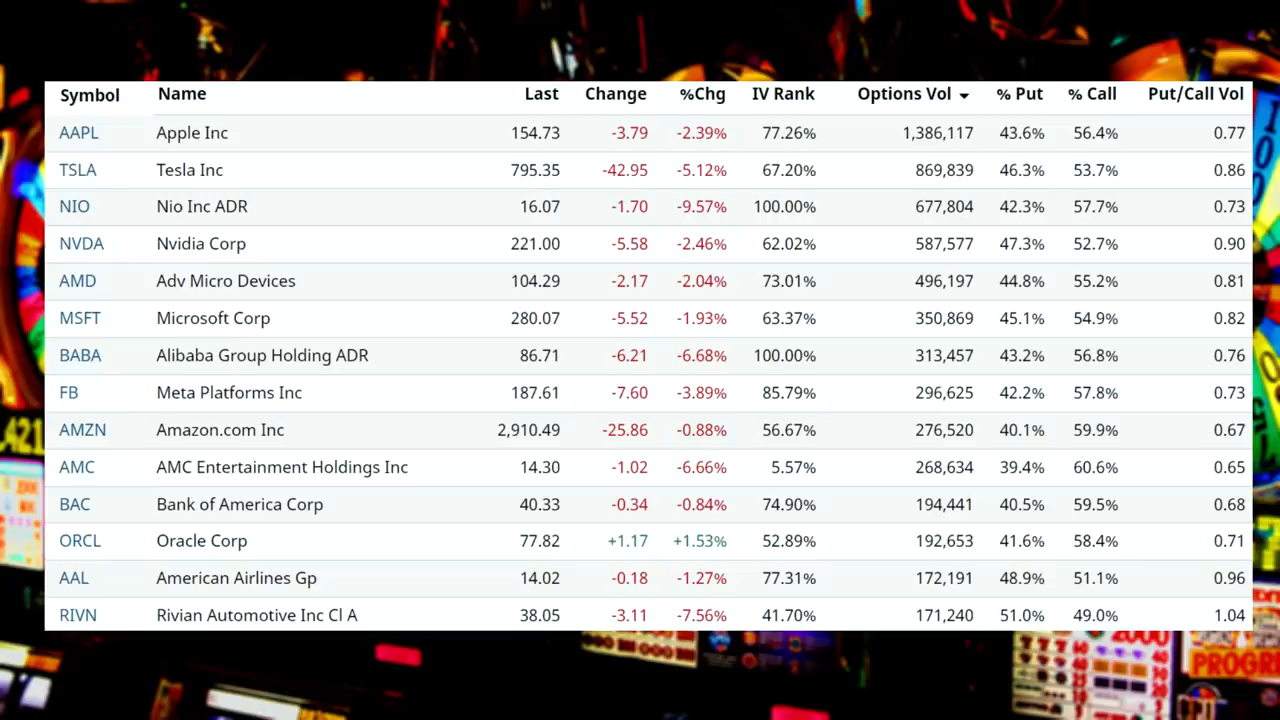 Symbol Name Last Change %Chg IV Rank Options Vol % Put % Call Put/Call Vol
AAPL Apple Inc 154.73 -3.79 -2.39% 77.26% 1,386,117 43.6% 56.4% 0.77
TSLA Tesla Inc 795.35 -42.95 -5.12% 67.20% 869,839 46.3% 53.7% 0.86
NIO Nio Inc ADR 16.07 -1.70 -9.57% 100.00% 677,804 42.3% 57.7% 0.73
NVDA Nvidia Corp 221.00 -5.58 -2.46% 62.02% 587,577 47.3% 52.7% 0.90
AMD Adv Micro Devices 104.29 -2.17 -2.04% 73.01% 496,197 44.8% 55.2% 0.81
MSFT Microsoft Corp 280.07 -5.52 -1.93% 63.37% 350,869 45.1% 54.9% 0.82
BABA Alibaba Group Holding ADR 86.71 -6.21 -6.68% 100.00% 313,457 43.2% 56.8% 0.76
FB Meta Platforms Inc 187.61 -7.60 -3.89% 85.79% 296,625 42.2% 57.8% 0.73
AMZN Amazon.com Inc 2,910.49 -25.86 -0.88% 56.67% 276,520 40.1% 59.9% 0.67
AMC AMC Entertainment Holdings Inc 14.30 -1.02 -6.66% 5.57% 268,634 39.4% 60.6% 0.65
BAC Bank of America Corp 40.33 -0.34 -0.84% 74.90% 194,441 40.5% 59.5% 0.68
ORCL Oracle Corp 77.82 +1.17 +1.53% 52.89% 192,653 41.6% 58.4% 0.71
AAL American Airlines Gp 14.02 -0.18 -1.27% 77.31% 172,191 48.9% 51.1% 0.96
RIVN Rivian Automotive Inc Cl A 38.05 -3.11 -7.56% 41.70% 171,240 51.0% 49.0% 1.04